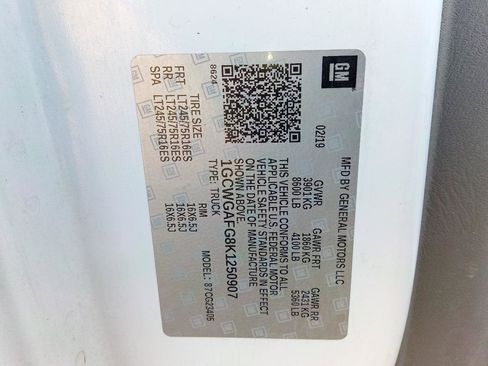 GM
MFD BY GENERAL MOTORS LLC
02/19 GVWR GAWR FRT GAWR RR
3901 KG 1860 KG 2431 KG
8600 LB 4100 LB 5360 LB
THIS VEHICLE CONFORMS TO ALL
APPLICABLE U.S. FEDERAL MOTOR
VEHICLE SAFETY STANDARDS IN EFFECT
ON THE DATE OF MANUFACTURE
SHOWN ABOVE.
1GCWGAFG8K1250907
TYPE: TRUCK
8624 MODEL: 87CG23405
TIRE SIZE RIM
FRT LT245/75R16ES 16X6.5J
RR LT245/75R16ES 16X6.5J
SPA LT245/75R16ES 16X6.5J